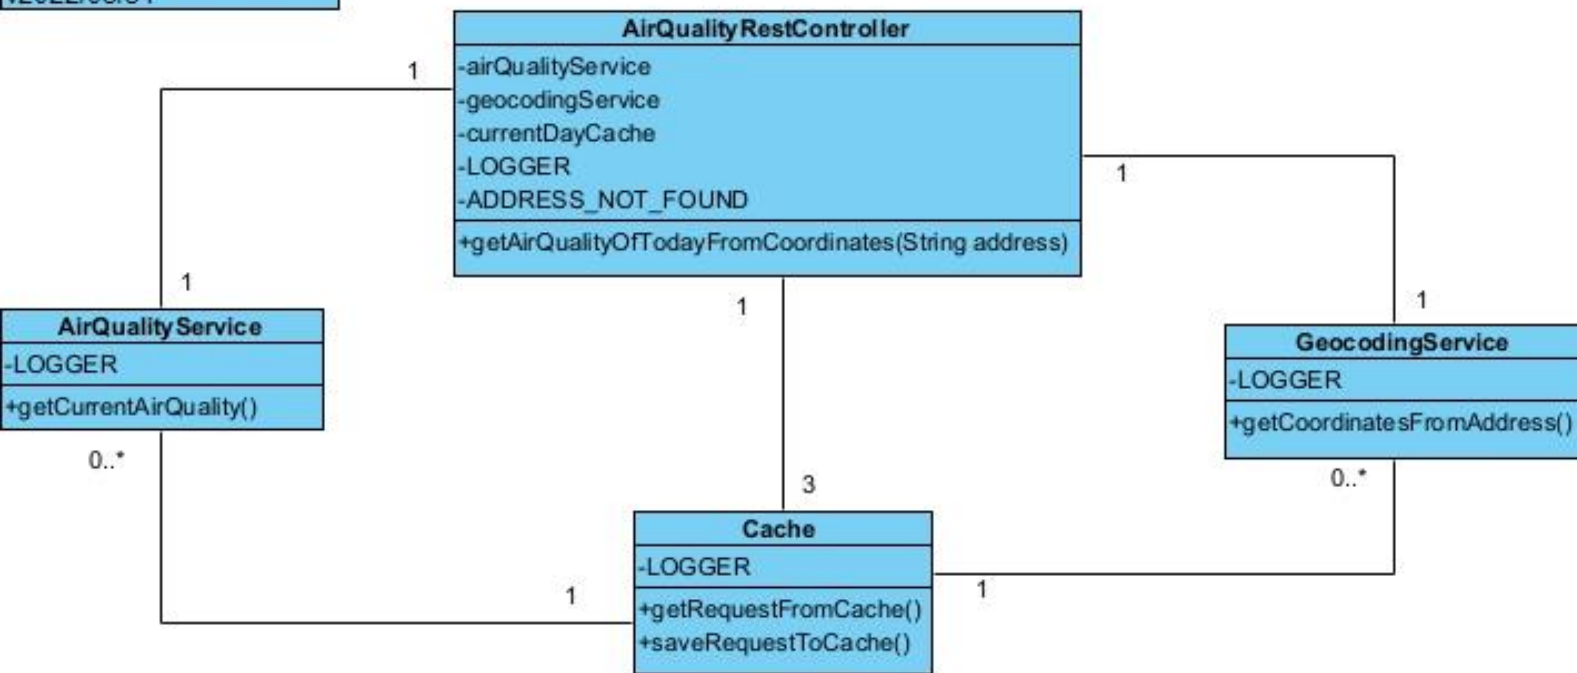 AirQualityRestController
-airQualityService
-geocodingService
-currentDayCache
-LOGGER
-ADDRESS_NOT_FOUND
+getAirQualityOfTodayFromCoordinates(String address)
1
1
1
1
1
3
AirQualityService
-LOGGER
+getCurrentAirQuality()
0..*
1
GeocodingService
-LOGGER
+getCoordinatesFromAddress()
0..*
1
Cache
-LOGGER
+getRequestFromCache()
+saveRequestToCache()